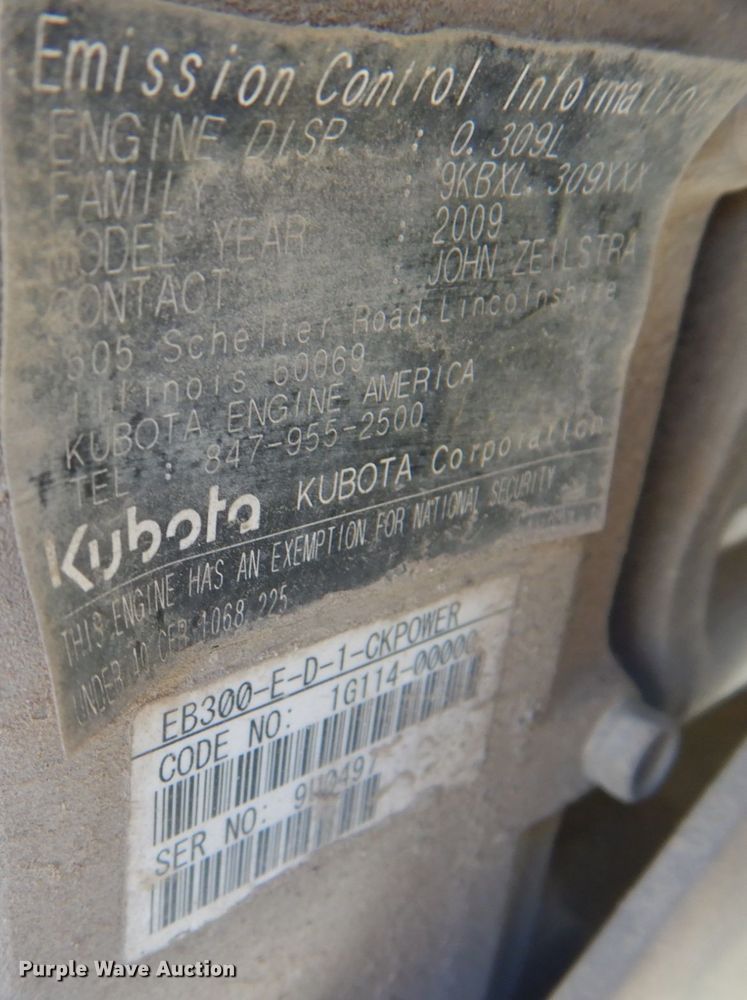 Emission Control Information
ENGINE DISP. : 0.309L
FAMILY : 9KBXL.309XXX
MODEL YEAR : 2009
CONTACT : JOHN ZEILSTRA
505 Schelter Road, Lincolnshire
Illinois 60069
KUBOTA ENGINE AMERICA
TEL : 847-955-2500
Kubota KUBOTA Corporation
THIS ENGINE HAS AN EXEMPTION FOR NATIONAL SECURITY
UNDER 40 CFR 1068.225
EB300-E-D-1-CKPOWER
CODE NO: 1G114-00000
SER NO:
Purple Wave Auction